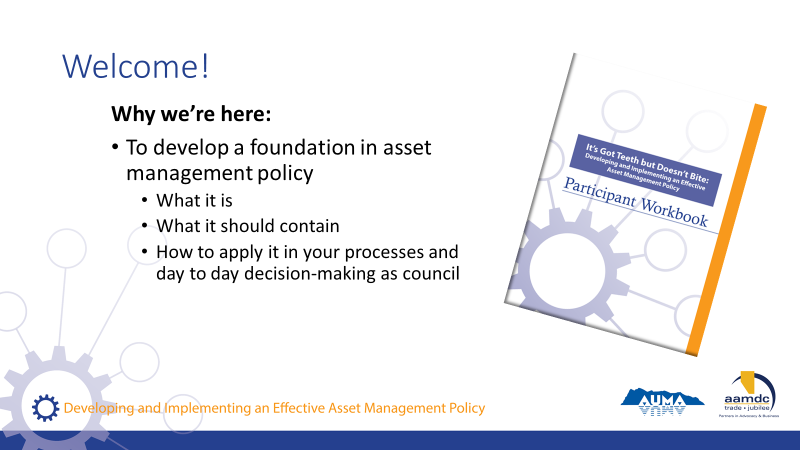 Welcome!
Why we're here:
• To develop a foundation in asset
management policy
• What it is
• What it should contain
• How to apply it in your processes and
day to day decision-making as council
It's Got Teeth but Doesn't Bite:
Developing and Implementing an Effective
Asset Management Policy
Participant Workbook
Developing and Implementing an Effective Asset Management Policy
AUMA
aamdc
trade • jubilee
Partners in Advocacy & Business